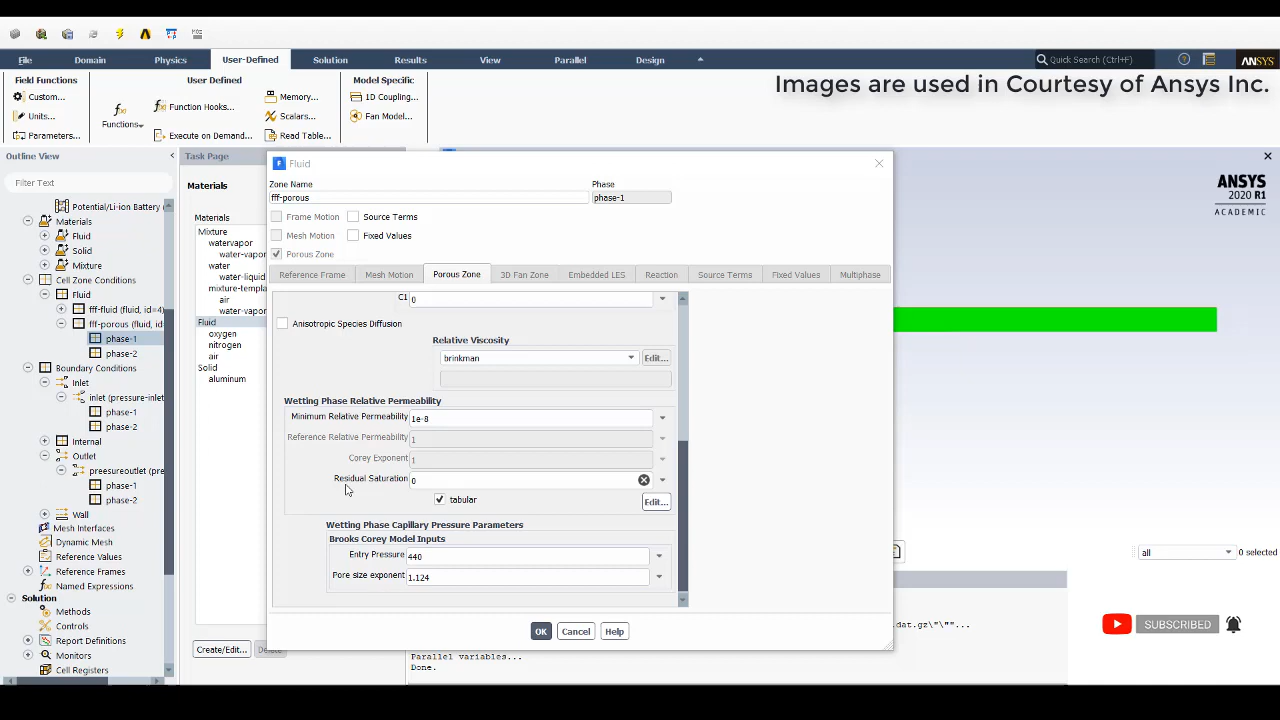 File
Domain
Physics
User-Defined
Solution
Results
View
Parallel
Design
Quick Search (Ctrl+F)
ANSYS
Field Functions
User Defined
Model Specific
Images are used in Courtesy of Ansys Inc.
Custom...
Units...
Parameters...
Functions
Function Hooks...
Execute on Demand...
Memory...
Scalars...
Read Table...
1D Coupling...
Fan Model...
Outline View
Filter Text
Potential/Li-ion Battery (
Materials
Fluid
Solid
Mixture
Cell Zone Conditions
Fluid
fff-fluid (fluid, id=4)
fff-porous (fluid, id=
phase-1
phase-2
Boundary Conditions
Inlet
inlet (pressure-inlet
phase-1
phase-2
Internal
Outlet
preesureoutlet (pre
phase-1
phase-2
Wall
Mesh Interfaces
Dynamic Mesh
Reference Values
Reference Frames
Named Expressions
Solution
Methods
Controls
Report Definitions
Monitors
Cell Registers
Task Page
Materials
Materials
Mixture
watervapor
water-vapo
water
water-liquid
mixture-templa
air
water-vapo
Fluid
oxygen
nitrogen
air
Solid
aluminum
Create/Edit...
Delete
Fluid
Zone Name
fff-porous
Phase
phase-1
Frame Motion
Source Terms
Mesh Motion
Fixed Values
Porous Zone
Reference Frame
Mesh Motion
Porous Zone
3D Fan Zone
Embedded LES
Reaction
Source Terms
Fixed Values
Multiphase
C1
0
Anisotropic Species Diffusion
Relative Viscosity
brinkman
Edit...
Wetting Phase Relative Permeability
Minimum Relative Permeability
1e-8
Reference Relative Permeability
1
Corey Exponent
1
Residual Saturation
0
tabular
Edit...
Wetting Phase Capillary Pressure Parameters
Brooks Corey Model Inputs
Entry Pressure
440
Pore size exponent
1.124
OK
Cancel
Help
ANSYS
2020 R1
ACADEMIC
all
0 selected
dat.gz\"\""...
Parallel variables...
Done.
SUBSCRIBED